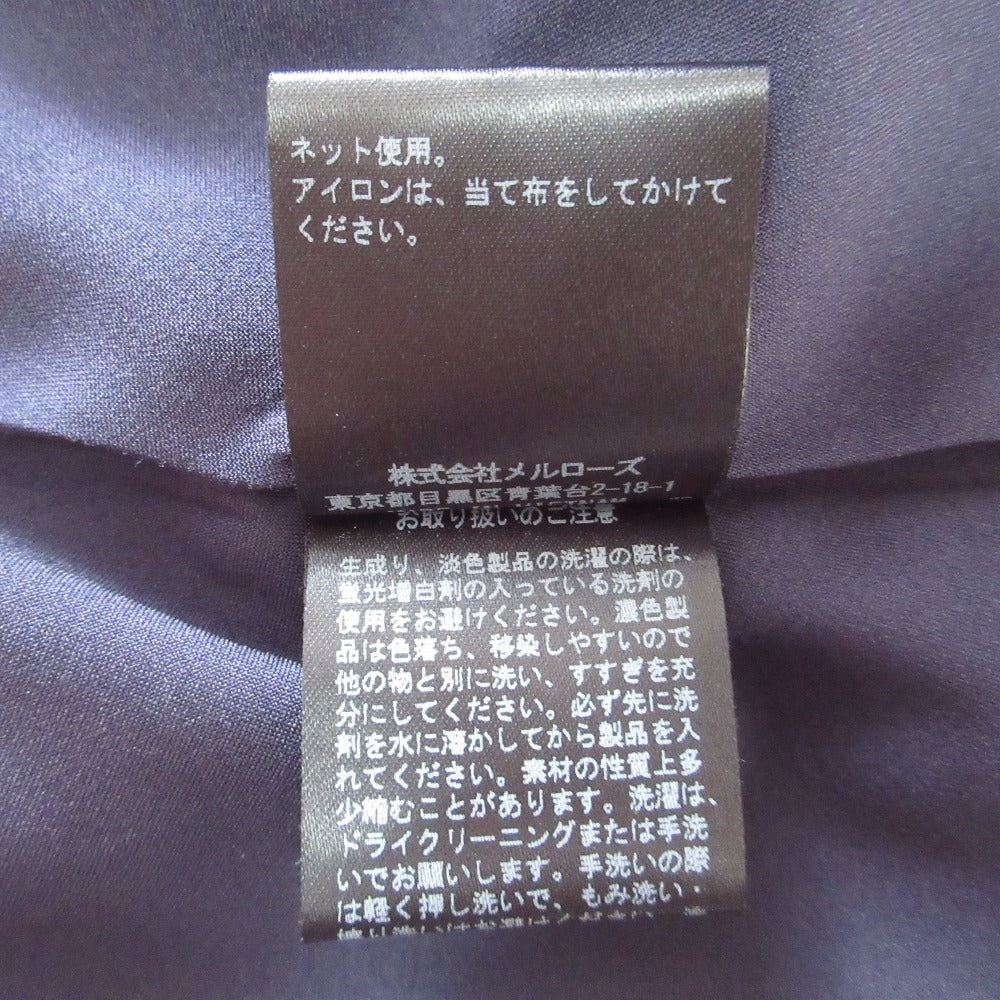 ネット使用。
アイロンは、当て布をしてかけて
ください。
株式会社メルローズ
東京都目黒区青葉台2-18-1
お取り扱いのご注意
生成り、淡色製品の洗濯の際は、
蛍光増白剤の入っている洗剤の
使用をお避けください。濃色製
品は色落ち、移染しやすいので
他の物と別に洗い、すすぎを充
分にしてください。必ず先に洗
剤を水に溶かしてから製品を入
れてください。素材の性質上多
少縮むことがあります。洗濯は、
ドライクリーニングまたは手洗
いでお願いします。手洗いの際
は軽く押し洗いで、もみ洗い・